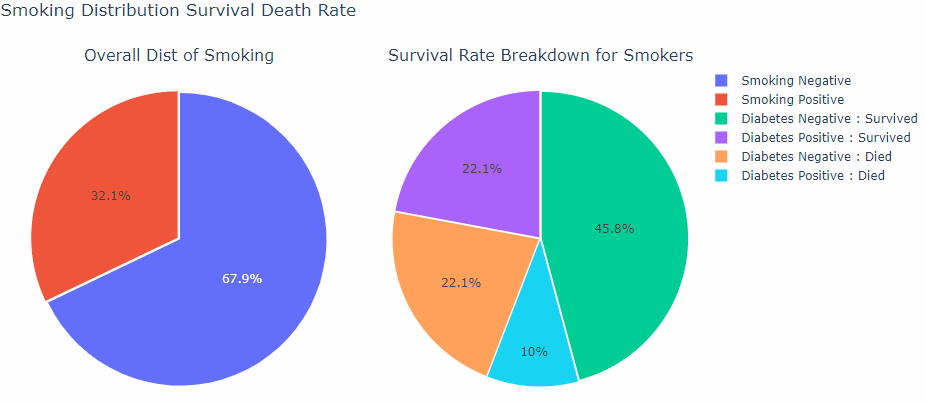 Smoking Distribution Survival Death Rate
Overall Dist of Smoking
Survival Rate Breakdown for Smokers
32.1%
67.9%
22.1%
45.8%
22.1%
10%
Smoking Negative
Smoking Positive
Diabetes Negative : Survived
Diabetes Positive : Survived
Diabetes Negative : Died
Diabetes Positive : Died